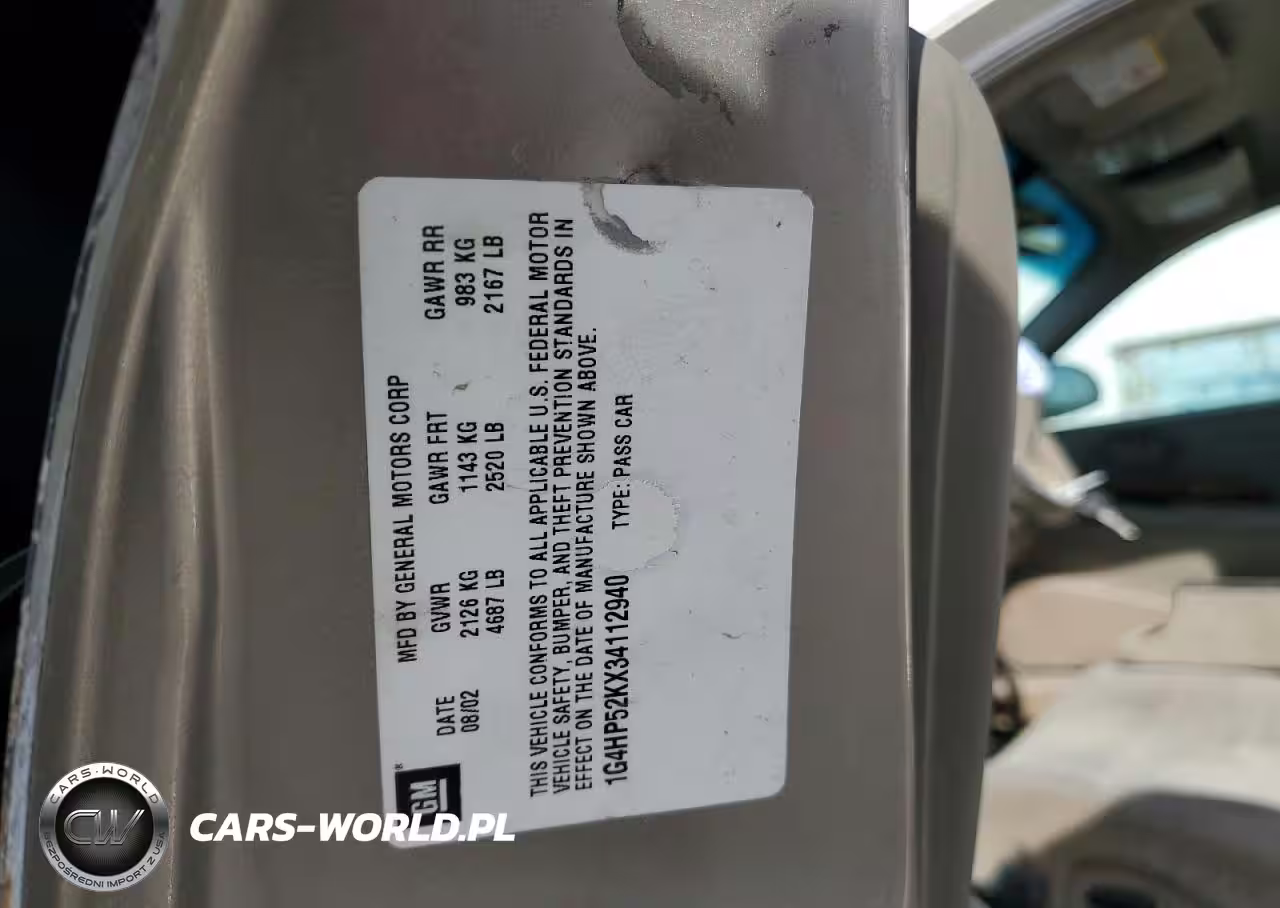 MFD BY GENERAL MOTORS CORP
DATE GVWR GAWR FRT GAWR RR
08/02 2126 KG 1143 KG 983 KG
4687 LB 2520 LB 2167 LB
THIS VEHICLE CONFORMS TO ALL APPLICABLE U.S. FEDERAL MOTOR
VEHICLE SAFETY, BUMPER, AND THEFT PREVENTION STANDARDS IN
EFFECT ON THE DATE OF MANUFACTURE SHOWN ABOVE.
1G4HP52KX34112940 TYPE: PASS CAR
GM®
CARS-WORLD
CW
BEZPOŚREDNI IMPORT Z USA
CARS-WORLD.PL